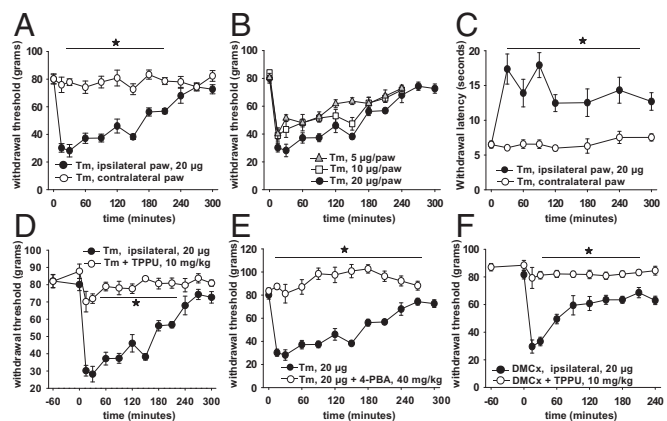 A
B
C
withdrawal threshold (grams)
100
80
60
40
20
0
★
Tm, ipsilateral paw, 20 µg
Tm, contralateral paw
0 60 120 180 240 300
time (minutes)
withdrawal threshold (grams)
100
80
60
40
20
0
Tm, 5 µg/paw
Tm, 10 µg/paw
Tm, 20 µg/paw
0 60 120 180 240 300
time (minutes)
Withdrawal latency (seconds)
25
20
15
10
5
0
★
Tm, ipsilateral paw, 20 µg
Tm, contralateral paw
0 60 120 180 240 300
time (minutes)
D
E
F
withdrawal threshold (grams)
110
100
90
80
70
60
50
40
30
20
Tm, ipsilateral, 20 µg
Tm + TPPU, 10 mg/kg
★
-60 0 60 120 180 240 300
time (minutes)
withdrawal threshold (grams)
120
100
80
60
40
20
0
★
Tm, 20 µg
Tm, 20 µg + 4-PBA, 40 mg/kg
0 60 120 180 240 300
time (minutes)
withdrawal threshold (grams)
100
80
60
40
20
0
★
DMCx, ipsilateral, 20 µg
DMCx + TPPU, 10 mg/kg
-60 0 60 120 180 240
time (minutes)